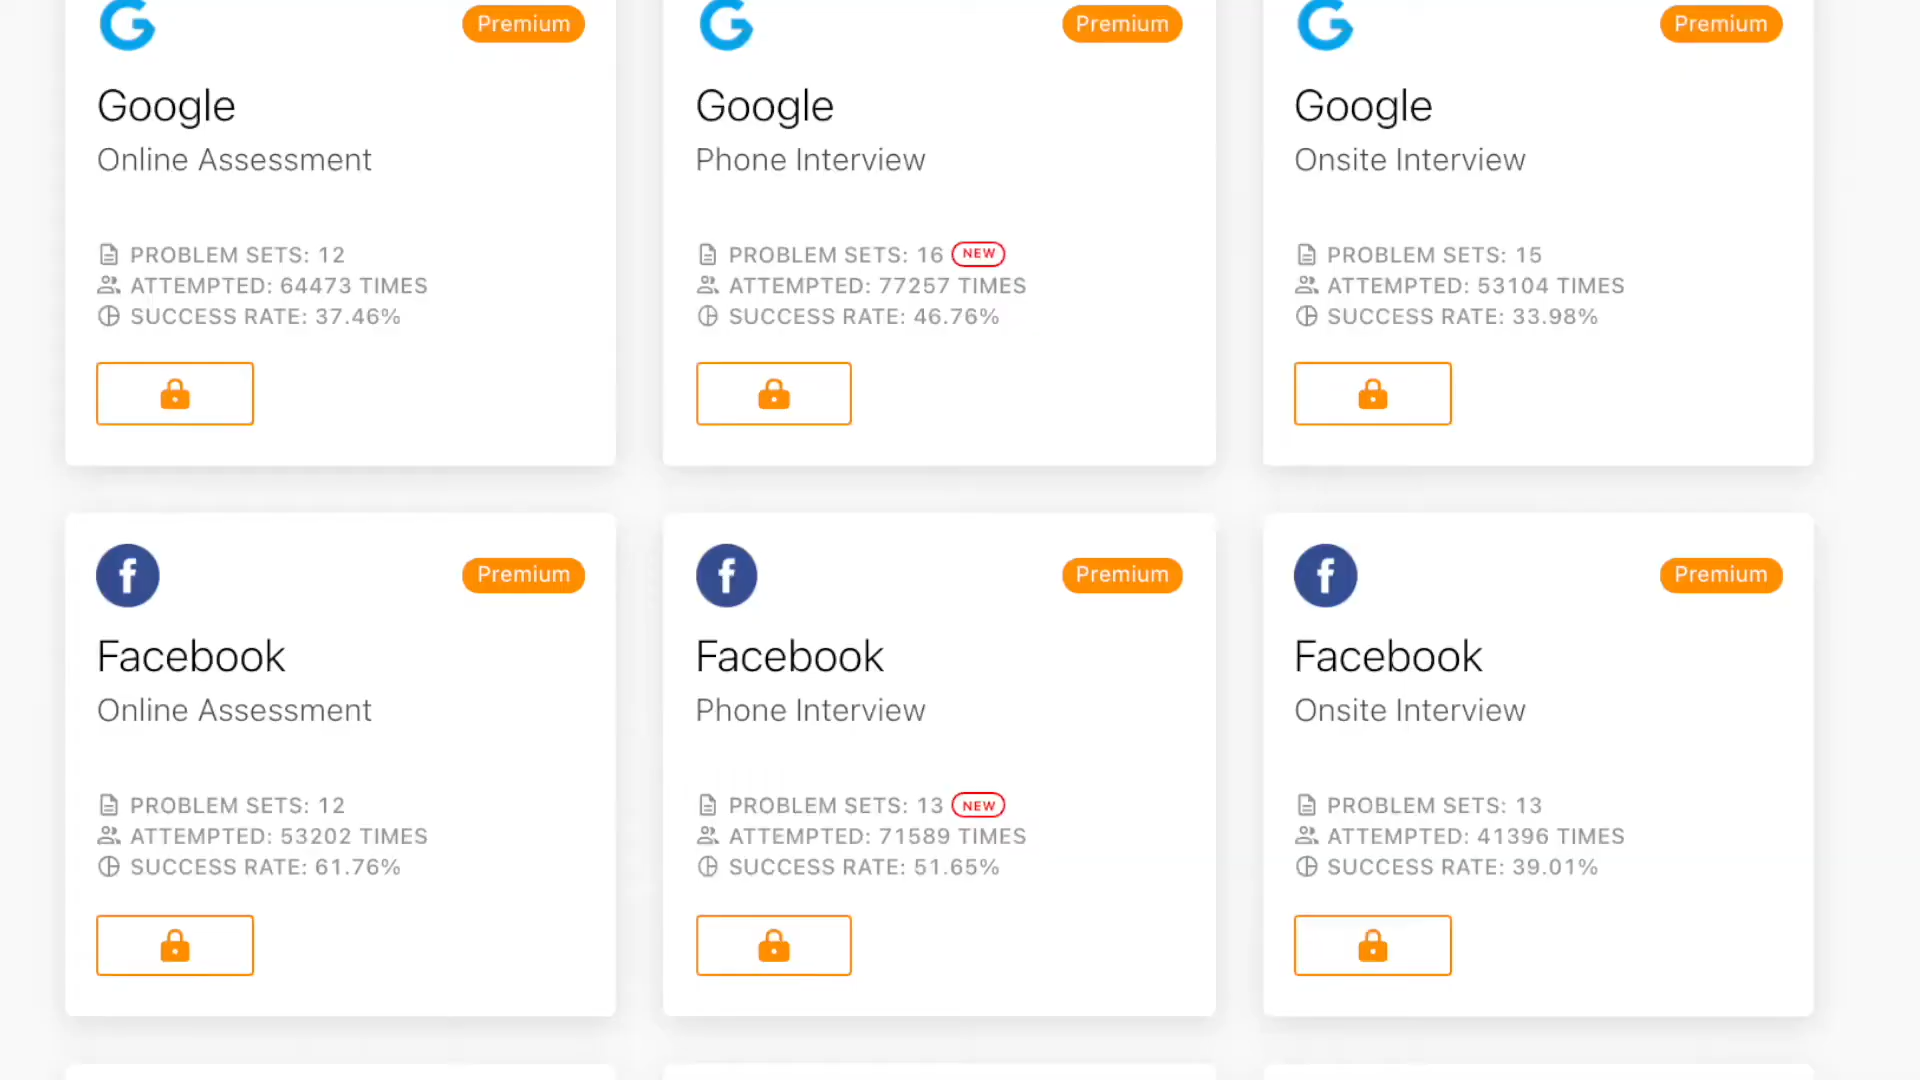 Premium
Google
Online Assessment
PROBLEM SETS: 12
ATTEMPTED: 64473 TIMES
SUCCESS RATE: 37.46%
Premium
Google
Phone Interview
PROBLEM SETS: 16 NEW
ATTEMPTED: 77257 TIMES
SUCCESS RATE: 46.76%
Premium
Google
Onsite Interview
PROBLEM SETS: 15
ATTEMPTED: 53104 TIMES
SUCCESS RATE: 33.98%
Premium
Facebook
Online Assessment
PROBLEM SETS: 12
ATTEMPTED: 53202 TIMES
SUCCESS RATE: 61.76%
Premium
Facebook
Phone Interview
PROBLEM SETS: 13 NEW
ATTEMPTED: 71589 TIMES
SUCCESS RATE: 51.65%
Premium
Facebook
Onsite Interview
PROBLEM SETS: 13
ATTEMPTED: 41396 TIMES
SUCCESS RATE: 39.01%